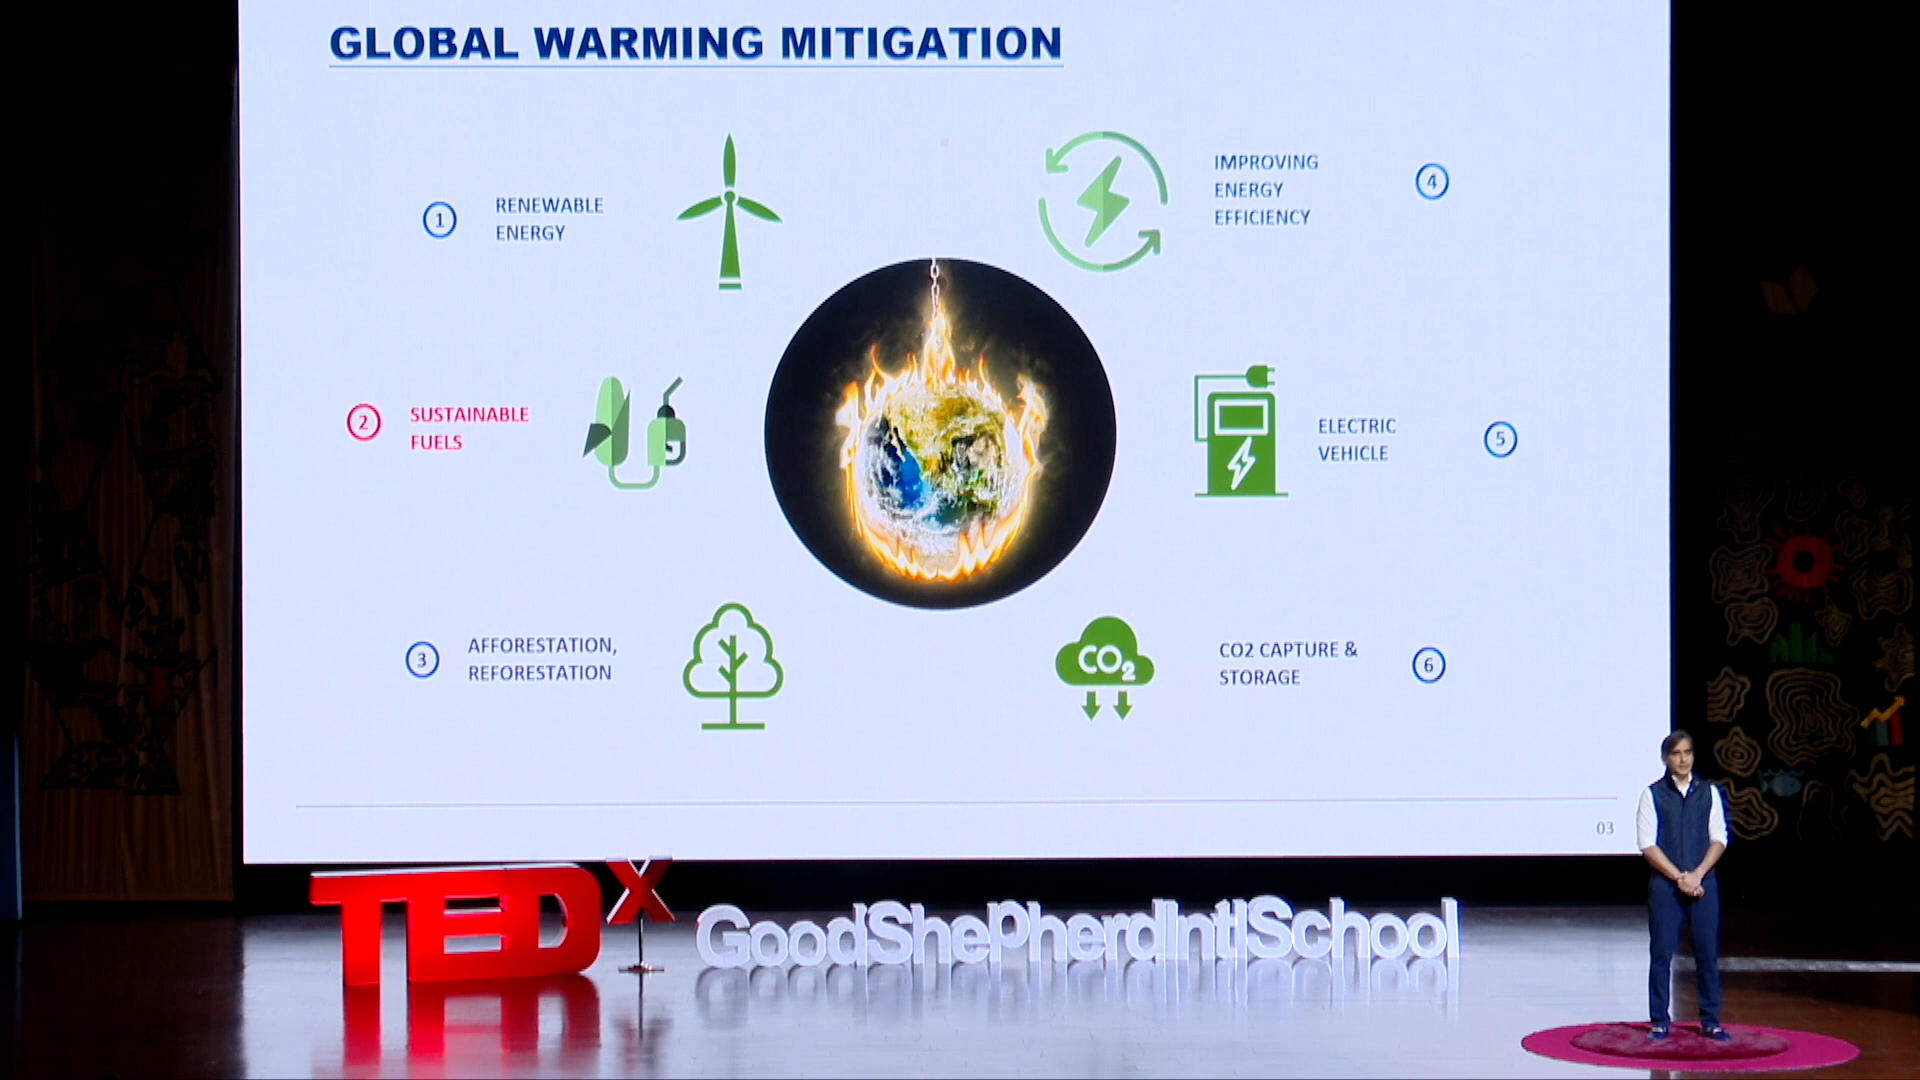 GLOBAL WARMING MITIGATION
1
RENEWABLE
ENERGY
2
SUSTAINABLE
FUELS
3
AFFORESTATION,
REFORESTATION
IMPROVING
ENERGY
EFFICIENCY
4
ELECTRIC
VEHICLE
5
CO2
CO2 CAPTURE &
STORAGE
6
03
TEDx GoodShePherdIntlSchool